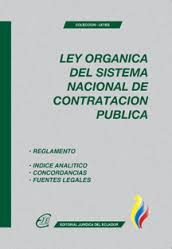 COLECCION - LEYES
LEY ORGANICA
DEL SISTEMA
NACIONAL DE
CONTRATACION
PUBLICA
• REGLAMENTO
• INDICE ANALITICO
• CONCORDANCIAS
• FUENTES LEGALES
EDITORIAL JURIDICA DEL ECUADOR